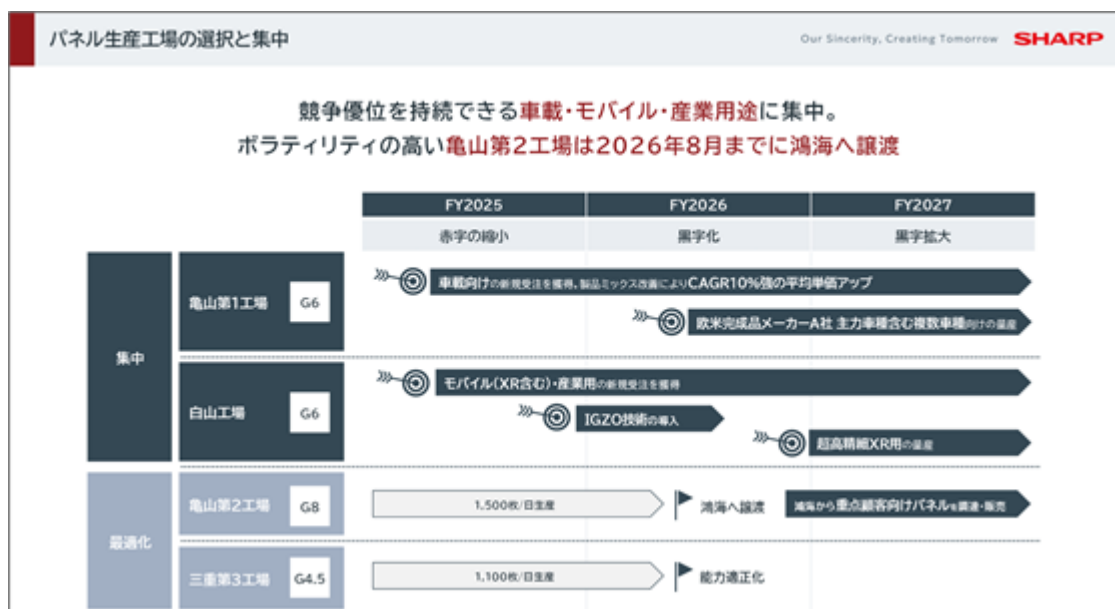 パネル生産工場の選択と集中
Our Sincerity, Creating Tomorrow
SHARP
競争優位を持続できる車載・モバイル・産業用途に集中。
ボラティリティの高い亀山第2工場は2026年8月までに鴻海へ譲渡
FY2025
FY2026
FY2027
赤字の縮小
黒字化
黒字拡大
集中
亀山第1工場
G6
車載向けの新規受注を獲得。製品ミックス改善によりCAGR10%強の平均単価アップ
欧米完成品メーカーA社 主力車種含む複数車種向けの量産
白山工場
G6
モバイル(XR含む)・産業用の新規受注を獲得
IGZO技術の導入
超高精細XR用の量産
最適化
亀山第2工場
G8
1,500枚/日生産
鴻海へ譲渡
鴻海から重点顧客向けパネルを調達・販売
三重第3工場
G4.5
1,100枚/日生産
能力適正化